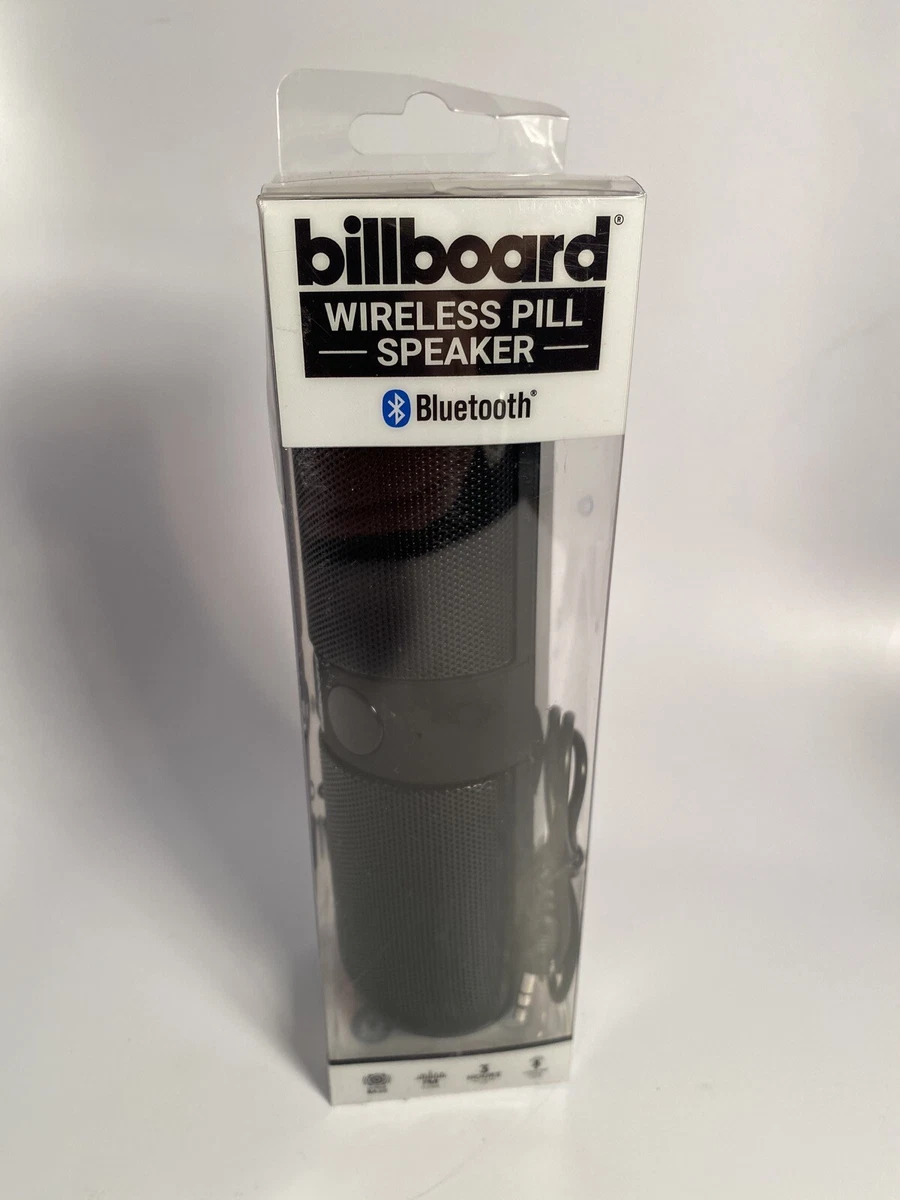 billboard®
WIRELESS PILL
SPEAKER
Bluetooth®